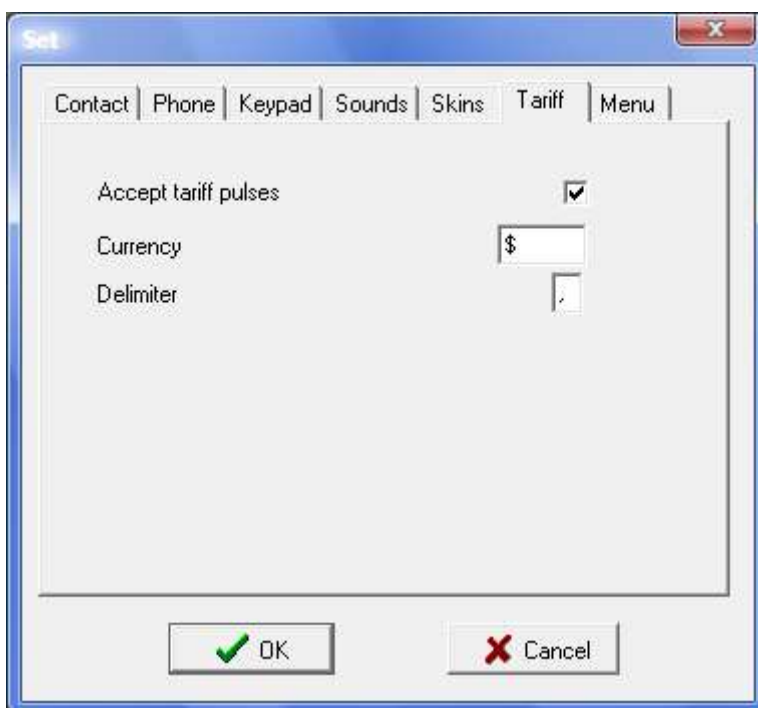 Set
Contact Phone Keypad Sounds Skins Tariff Menu
Accept tariff pulses
Currency $
Delimiter ,
OK Cancel